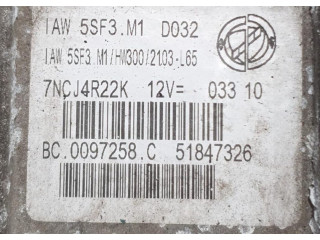 IAW 5SF3.M1 D032
IAW 5SF3.M1/HW300/2103-L65
7NCJ4R22K 12V= 033 10
BC.0097258.C 51847326